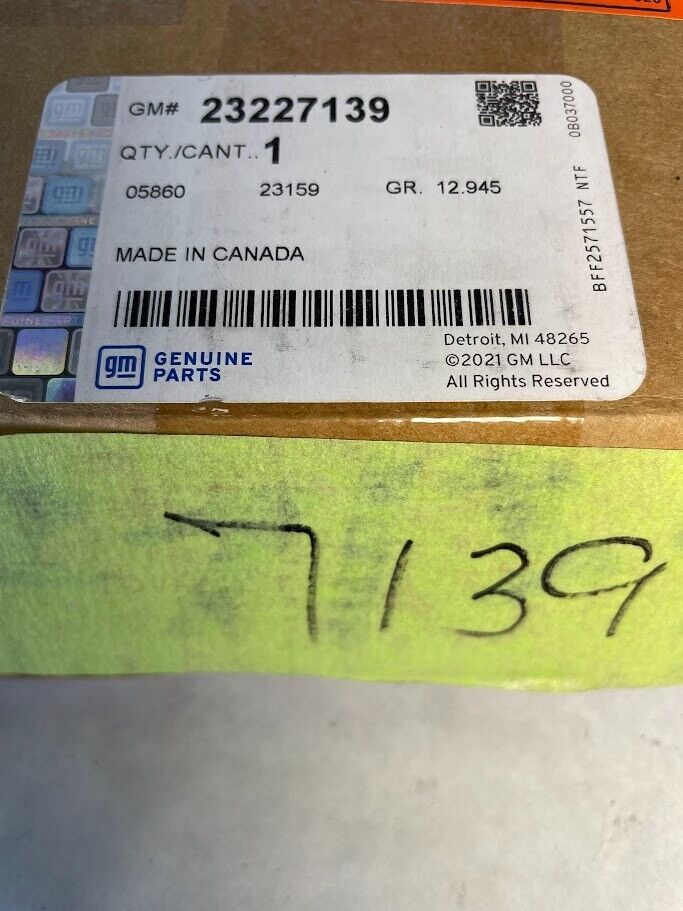 GM# 23227139
QTY./CANT.. 1
05860 23159 GR. 12.945
MADE IN CANADA
gm GENUINE
PARTS
Detroit, MI 48265
©2021 GM LLC
All Rights Reserved
BFF2571557 NTF 0B037000
7139